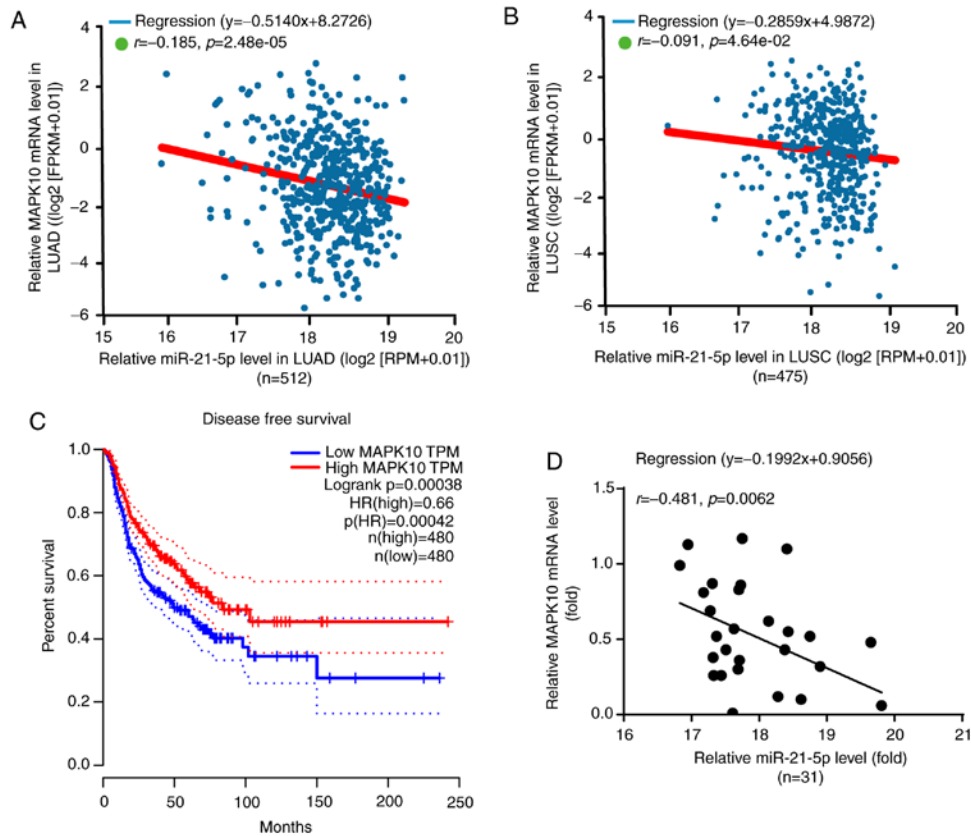 A
Regression (y=−0.5140x+8.2726)
r=−0.185, p=2.48e-05
Relative MAPK10 mRNA level in
LUAD ((log2 [FPKM+0.01])
4
2
0
−2
−4
−6
15 16 17 18 19 20
Relative miR-21-5p level in LUAD (log2 [RPM+0.01])
(n=512)
B
Regression (y=−0.2859x+4.9872)
r=−0.091, p=4.64e-02
Relative MAPK10 mRNA level in
LUSC ((log2 [FPKM+0.01])
4
2
0
−2
−4
−6
15 16 17 18 19 20
Relative miR-21-5p level in LUSC (log2 [RPM+0.01])
(n=475)
C
Disease free survival
Low MAPK10 TPM
High MAPK10 TPM
Logrank p=0.00038
HR(high)=0.66
p(HR)=0.00042
n(high)=480
n(low)=480
Percent survival
1.0
0.8
0.6
0.4
0.2
0.0
0 50 100 150 200 250
Months
D
Regression (y=−0.1992x+0.9056)
r=−0.481, p=0.0062
Relative MAPK10 mRNA level
(fold)
1.5
1.0
0.5
0.0
16 17 18 19 20 21
Relative miR-21-5p level (fold)
(n=31)